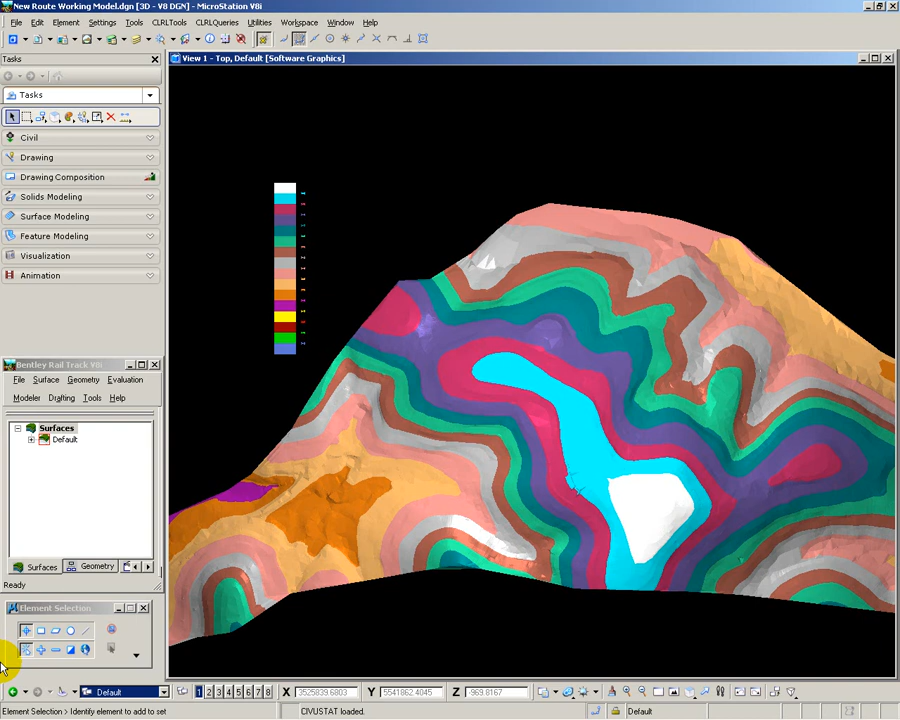 New Route Working Model.dgn [3D - V8 DGN] - MicroStation V8i
File Edit Element Settings Tools CLRLTools CLRLQueries Utilities Workspace Window Help
Tasks
View 1 - Top, Default [Software Graphics]
Tasks
Civil
Drawing
Drawing Composition
Solids Modeling
Surface Modeling
Feature Modeling
Visualization
Animation
Bentley Rail Track V8i
File Surface Geometry Evaluation
Modeler Drafting Tools Help
Surfaces
Default
Surfaces Geometry
Ready
Element Selection
Default 1 2 3 4 5 6 7 8 X 3525839.6803 Y 5541862.4045 Z -969.8167
Element Selection > Identify element to add to set CIVUSTAT loaded. Default